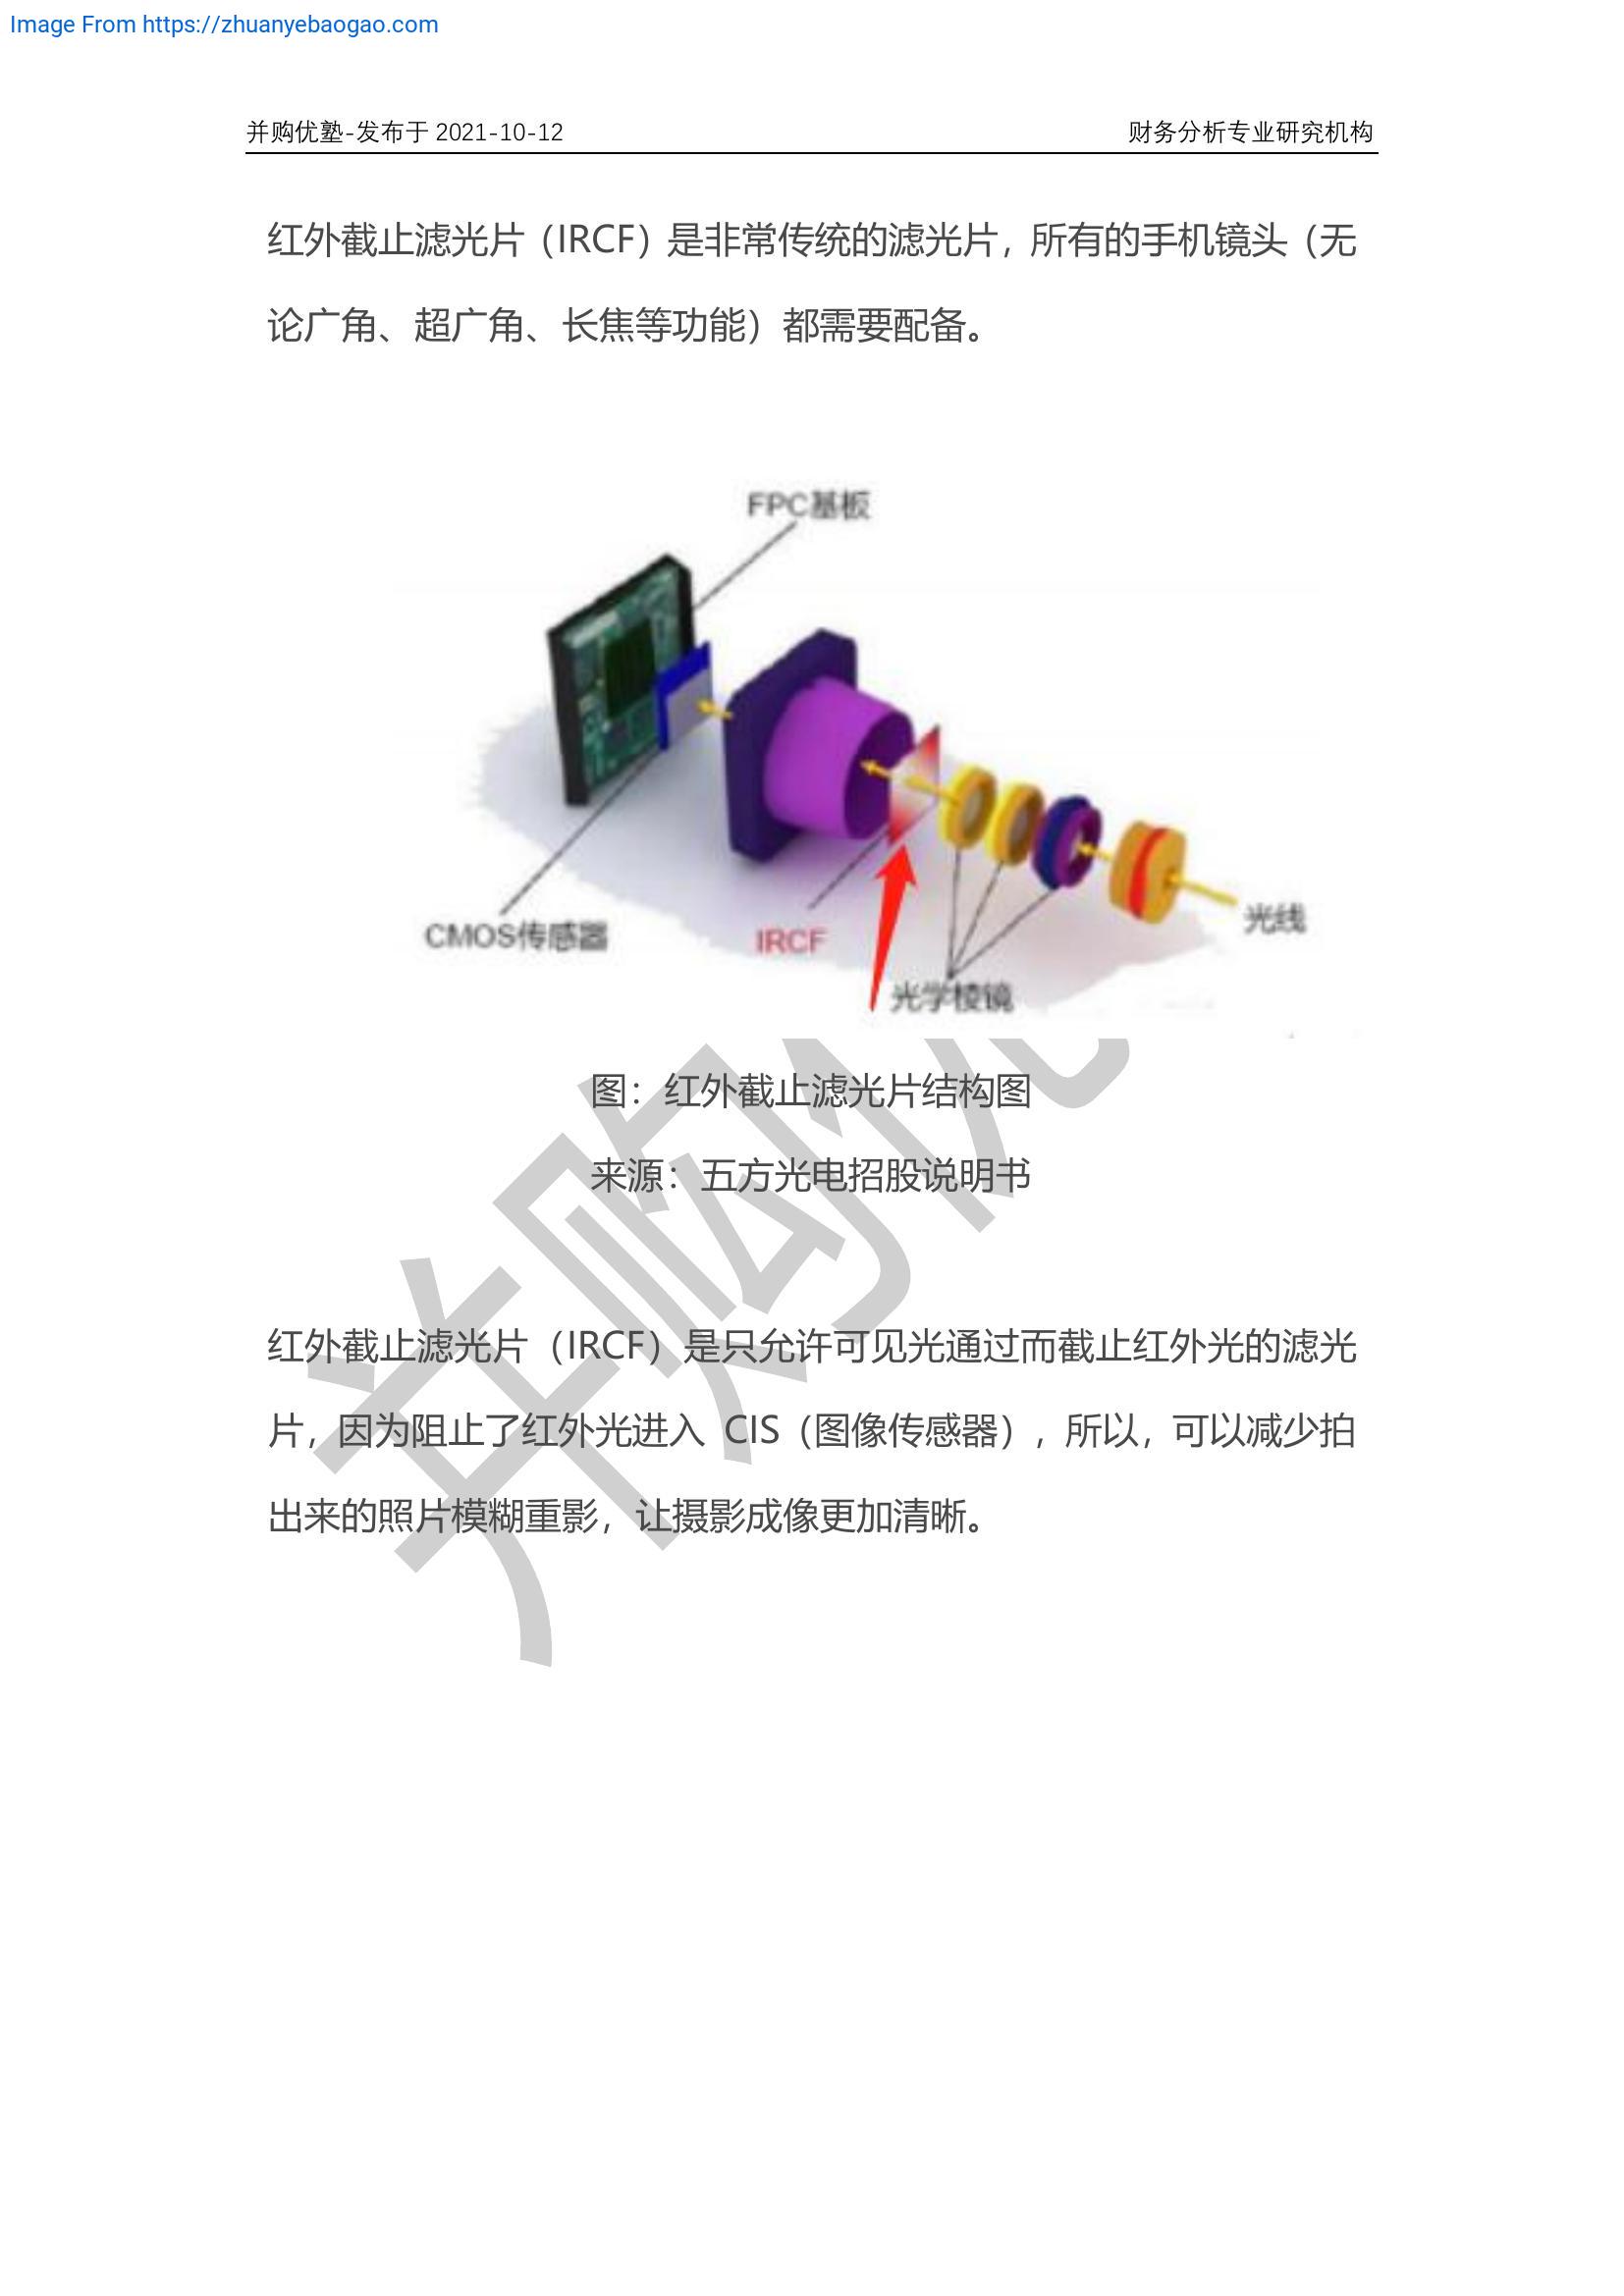 Image From https://zhuanyebaogao.com
并购优塾-发布于 2021-10-12 财务分析专业研究机构
红外截止滤光片（IRCF）是非常传统的滤光片，所有的手机镜头（无
论广角、超广角、长焦等功能）都需要配备。
FPC基板
CMOS传感器
IRCF
光线
光学棱镜
图：红外截止滤光片结构图
来源：五方光电招股说明书
红外截止滤光片（IRCF）是只允许可见光通过而截止红外光的滤光
片，因为阻止了红外光进入 CIS（图像传感器），所以，可以减少拍
出来的照片模糊重影，让摄影成像更加清晰。
并购优